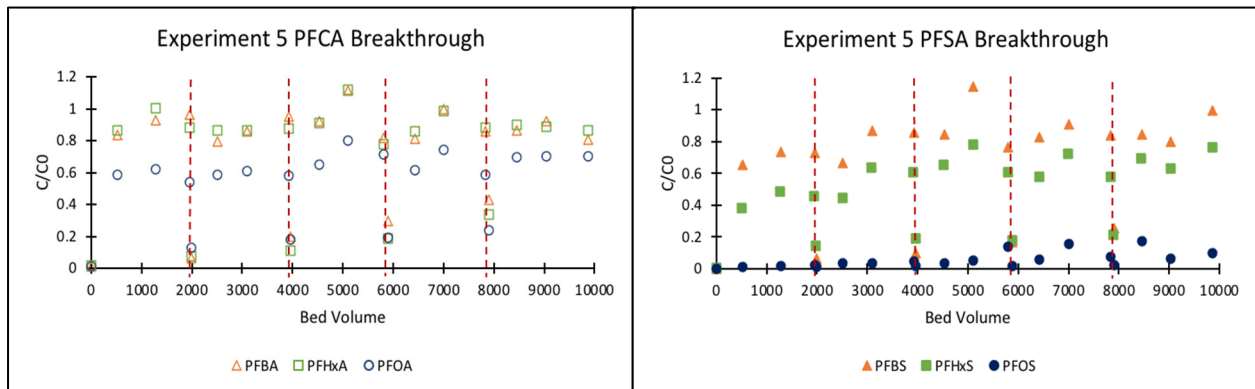 Experiment 5 PFCA Breakthrough
1.2
1
0.8
0.6
0.4
0.2
0
C/C0
0 1000 2000 3000 4000 5000 6000 7000 8000 9000 10000
Bed Volume
PFBA PFHxA PFOA
Experiment 5 PFSA Breakthrough
1.2
1
0.8
0.6
0.4
0.2
0
C/C0
0 1000 2000 3000 4000 5000 6000 7000 8000 9000 10000
Bed Volume
PFBS PFHxS PFOS